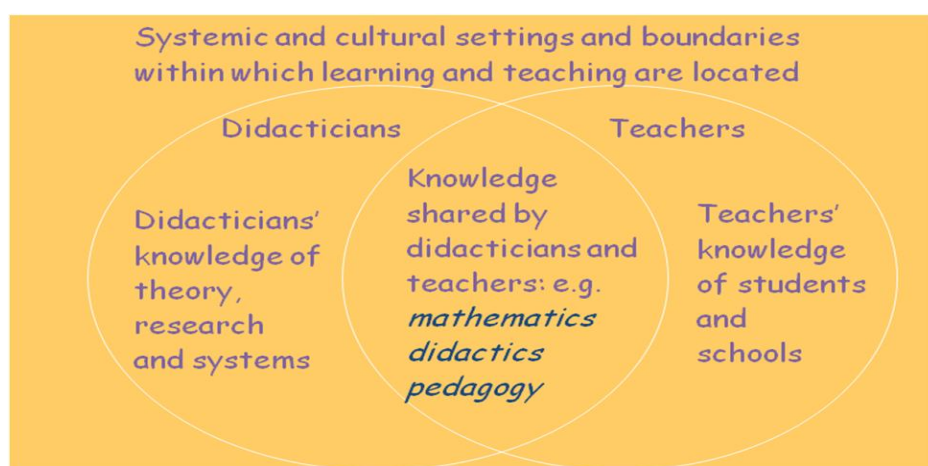 Systemic and cultural settings and boundaries
within which learning and teaching are located
Didacticians
Teachers
Didacticians'
knowledge of
theory,
research
and systems
Knowledge
shared by
didacticians and
teachers: e.g.
mathematics
didactics
pedagogy
Teachers'
knowledge
of students
and
schools